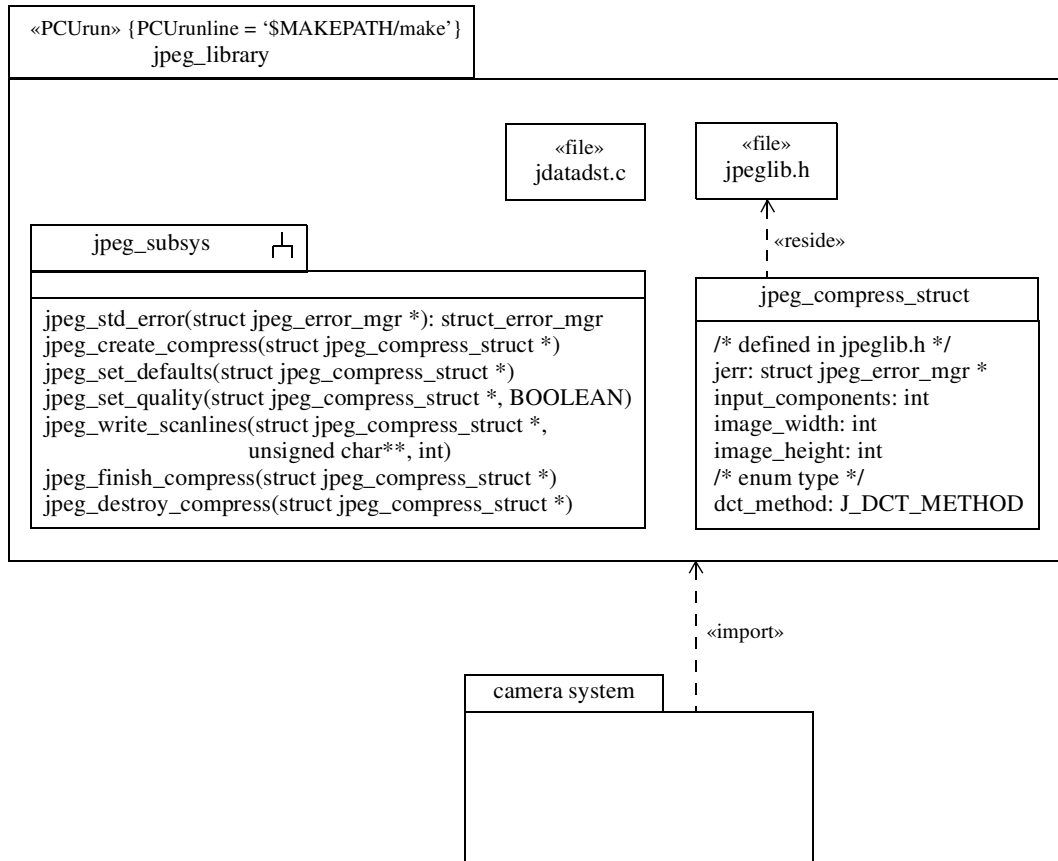 «PCUrun» {PCUrunline = ‘$MAKEPATH/make’}
jpeg_library
«file»
jdatadst.c
«file»
jpeglib.h
«reside»
jpeg_subsys
jpeg_std_error(struct jpeg_error_mgr *): struct_error_mgr
jpeg_create_compress(struct jpeg_compress_struct *)
jpeg_set_defaults(struct jpeg_compress_struct *)
jpeg_set_quality(struct jpeg_compress_struct *, BOOLEAN)
jpeg_write_scanlines(struct jpeg_compress_struct *,
unsigned char**, int)
jpeg_finish_compress(struct jpeg_compress_struct *)
jpeg_destroy_compress(struct jpeg_compress_struct *)
jpeg_compress_struct
/* defined in jpeglib.h */
jerr: struct jpeg_error_mgr *
input_components: int
image_width: int
image_height: int
/* enum type */
dct_method: J_DCT_METHOD
«import»
camera system